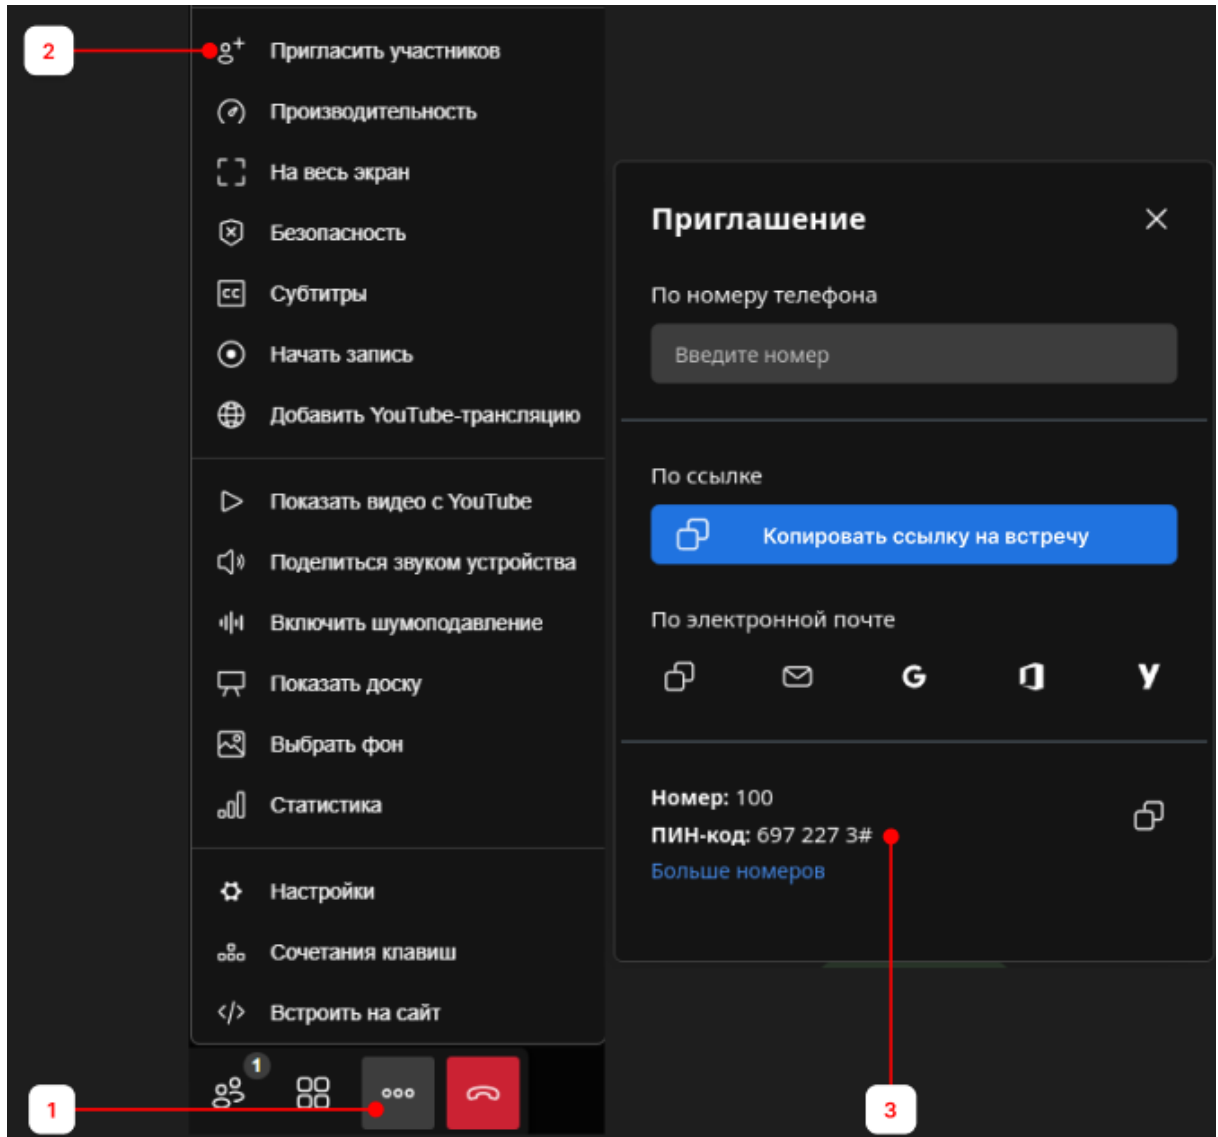 2
Пригласить участников
Производительность
На весь экран
Безопасность
CC
Субтитры
Начать запись
Добавить YouTube-трансляцию
Показать видео с YouTube
Поделиться звуком устройства
Включить шумоподавление
Показать доску
Выбрать фон
Статистика
Настройки
Сочетания клавиш
</> Встроить на сайт
1
1
Приглашение
По номеру телефона
Введите номер
По ссылке
Копировать ссылку на встречу
По электронной почте
G
У
Номер: 100
ПИН-код: 697 227 3#
Больше номеров
3